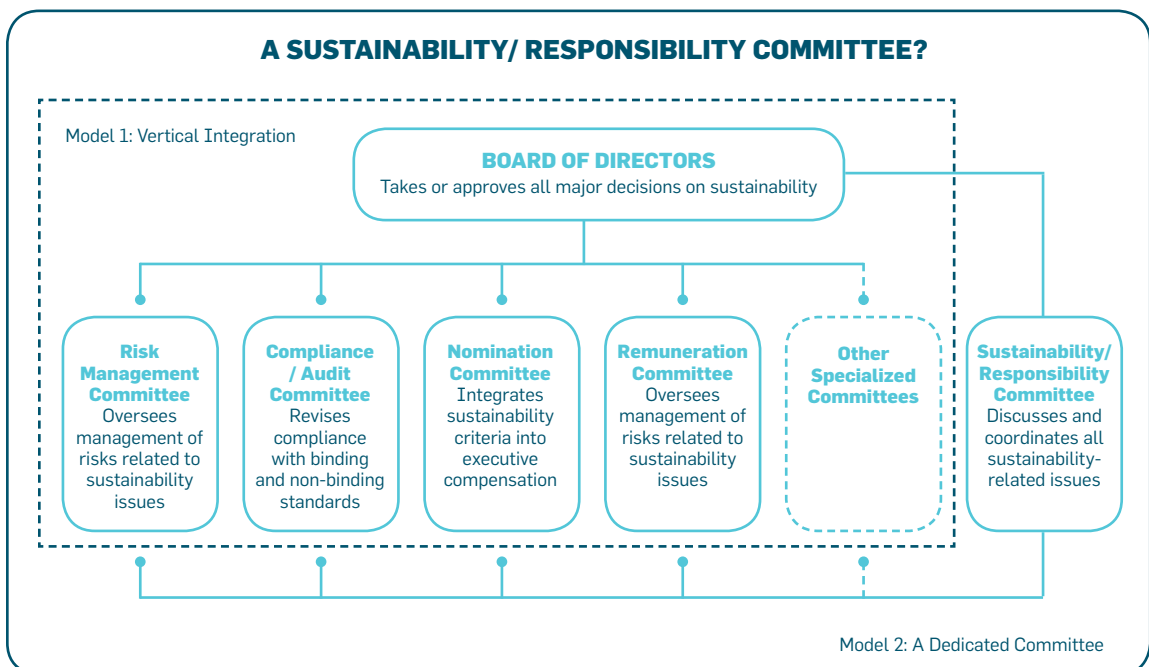 A SUSTAINABILITY/ RESPONSIBILITY COMMITTEE?
Model 1: Vertical Integration
BOARD OF DIRECTORS
Takes or approves all major decisions on sustainability
Risk
Management
Committee
Oversees
management of
risks related to
sustainability
issues
Compliance
/ Audit
Committee
Revises
compliance
with binding
and non-binding
standards
Nomination
Committee
Integrates
sustainability
criteria into
executive
compensation
Remuneration
Committee
Oversees
management of
risks related to
sustainability
issues
Other
Specialized
Committees
Sustainability/
Responsibility
Committee
Discusses and
coordinates all
sustainability-
related issues
Model 2: A Dedicated Committee